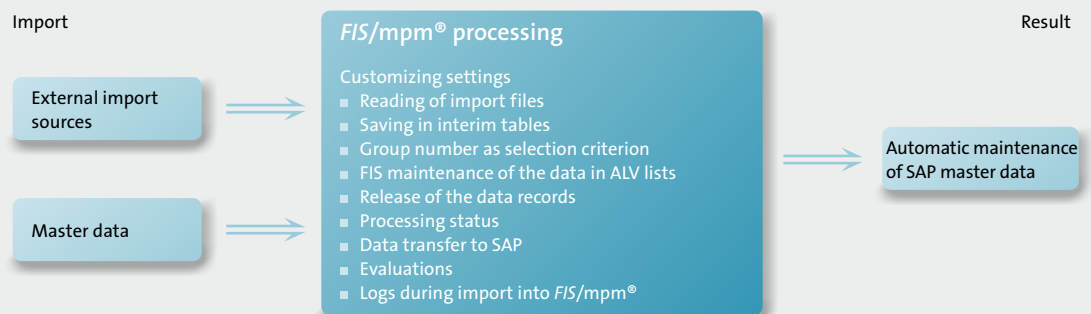 Import
External import
sources
Master data
FIS/mpm® processing
Customizing settings
■ Reading of import files
■ Saving in interim tables
■ Group number as selection criterion
■ FIS maintenance of the data in ALV lists
■ Release of the data records
■ Processing status
■ Data transfer to SAP
■ Evaluations
■ Logs during import into FIS/mpm®
Result
Automatic maintenance
of SAP master data